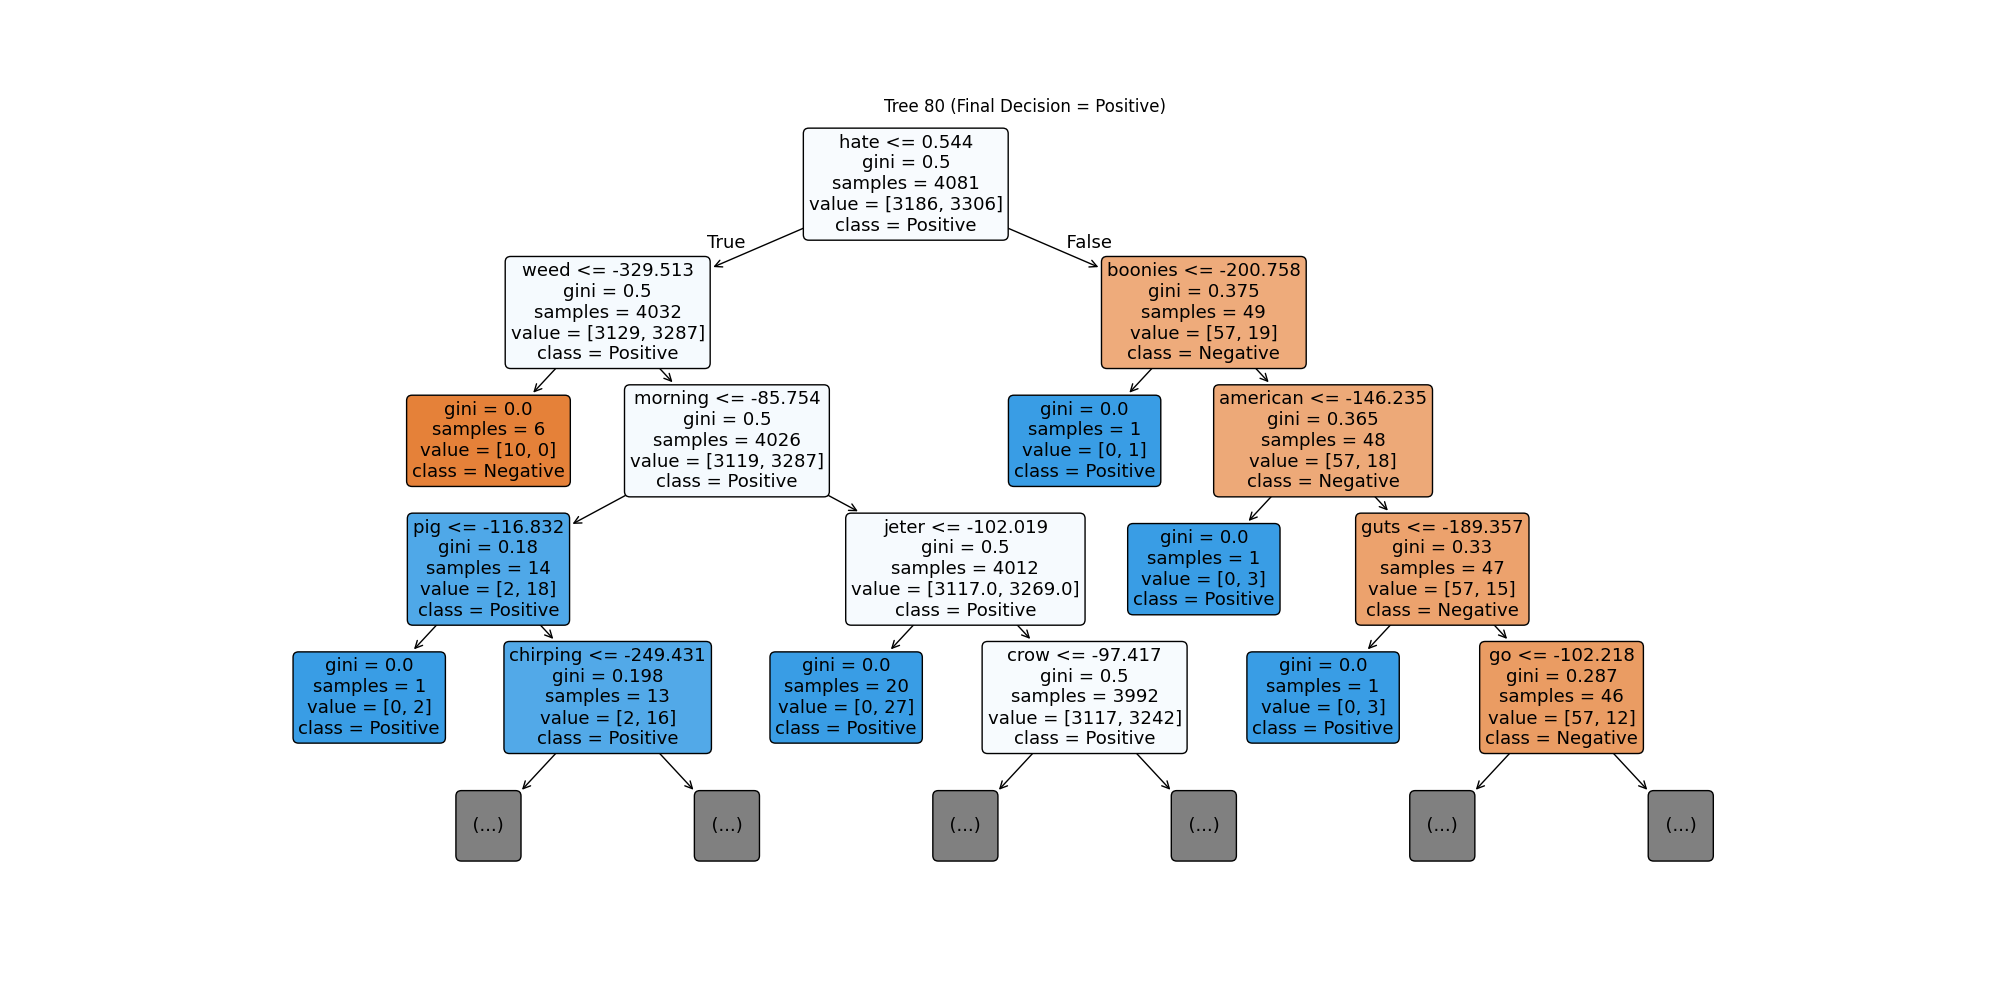 Tree 80 (Final Decision = Positive)
hate <= 0.544
gini = 0.5
samples = 4081
value = [3186, 3306]
class = Positive
True
False
weed <= -329.513
gini = 0.5
samples = 4032
value = [3129, 3287]
class = Positive
boonies <= -200.758
gini = 0.375
samples = 49
value = [57, 19]
class = Negative
gini = 0.0
samples = 6
value = [10, 0]
class = Negative
morning <= -85.754
gini = 0.5
samples = 4026
value = [3119, 3287]
class = Positive
gini = 0.0
samples = 1
value = [0, 1]
class = Positive
american <= -146.235
gini = 0.365
samples = 48
value = [57, 18]
class = Negative
pig <= -116.832
gini = 0.18
samples = 14
value = [2, 18]
class = Positive
jeter <= -102.019
gini = 0.5
samples = 4012
value = [3117.0, 3269.0]
class = Positive
gini = 0.0
samples = 1
value = [0, 3]
class = Positive
guts <= -189.357
gini = 0.33
samples = 47
value = [57, 15]
class = Negative
gini = 0.0
samples = 1
value = [0, 2]
class = Positive
chirping <= -249.431
gini = 0.198
samples = 13
value = [2, 16]
class = Positive
gini = 0.0
samples = 20
value = [0, 27]
class = Positive
crow <= -97.417
gini = 0.5
samples = 3992
value = [3117, 3242]
class = Positive
gini = 0.0
samples = 1
value = [0, 3]
class = Positive
go <= -102.218
gini = 0.287
samples = 46
value = [57, 12]
class = Negative
(...)
(...)
(...)
(...)
(...)
(...)